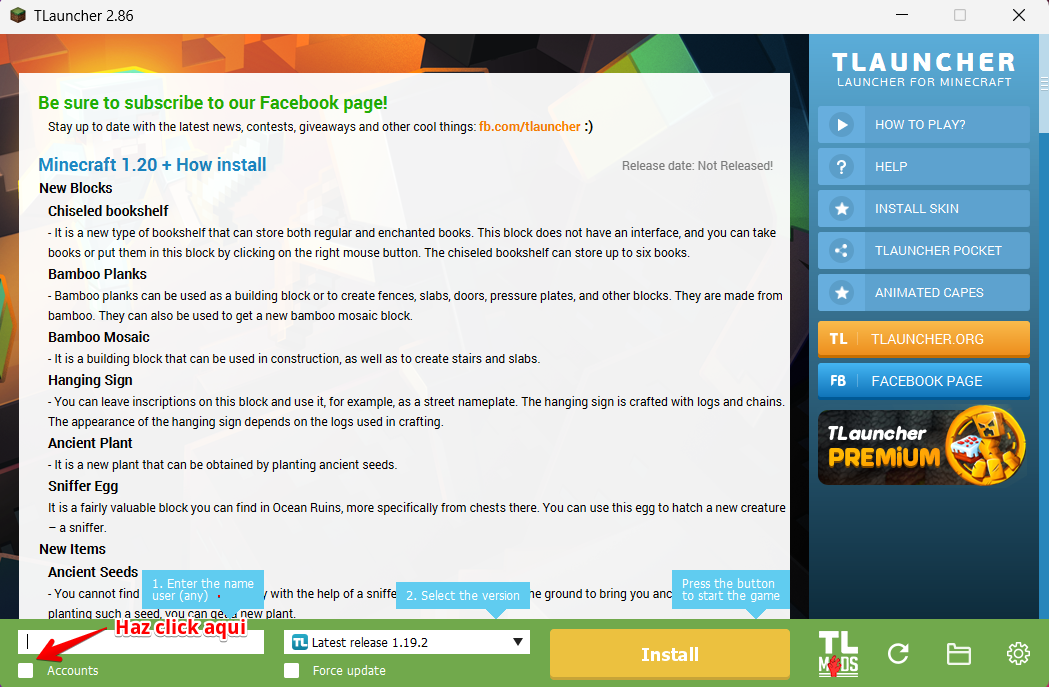 TLauncher 2.86
Be sure to subscribe to our Facebook page!
Stay up to date with the latest news, contests, giveaways and other cool things: fb.com/tlauncher :)
Minecraft 1.20 + How install
Release date: Not Released!
New Blocks
Chiseled bookshelf
- It is a new type of bookshelf that can store both regular and enchanted books. This block does not have an interface, and you can take
books or put them in this block by clicking on the right mouse button. The chiseled bookshelf can store up to six books.
Bamboo Planks
- Bamboo planks can be used as a building block or to create fences, slabs, doors, pressure plates, and other blocks. They are made from
bamboo. They can also be used to get a new bamboo mosaic block.
Bamboo Mosaic
- It is a building block that can be used in construction, as well as to create stairs and slabs.
Hanging Sign
- You can leave inscriptions on this block and use it, for example, as a street nameplate. The hanging sign is crafted with logs and chains.
The appearance of the hanging sign depends on the logs used in crafting.
Ancient Plant
- It is a new plant that can be obtained by planting ancient seeds.
Sniffer Egg
It is a fairly valuable block you can find in Ocean Ruins, more specifically from chests there. You can use this egg to hatch a new creature
– a sniffer.
New Items
Ancient Seeds
- You cannot find y with the help of a sniffe he ground to bring you anc
planting such a seed, you can get a new plant.
1. Enter the name
user (any)
2. Select the version
Press the button
to start the game
Haz click aqui
Latest release 1.19.2
Accounts
Force update
Install
TL
MODS
TLAUNCHER
LAUNCHER FOR MINECRAFT
HOW TO PLAY?
HELP
INSTALL SKIN
TLAUNCHER POCKET
ANIMATED CAPES
TL TLAUNCHER.ORG
FB FACEBOOK PAGE
TLauncher
PREMIUM